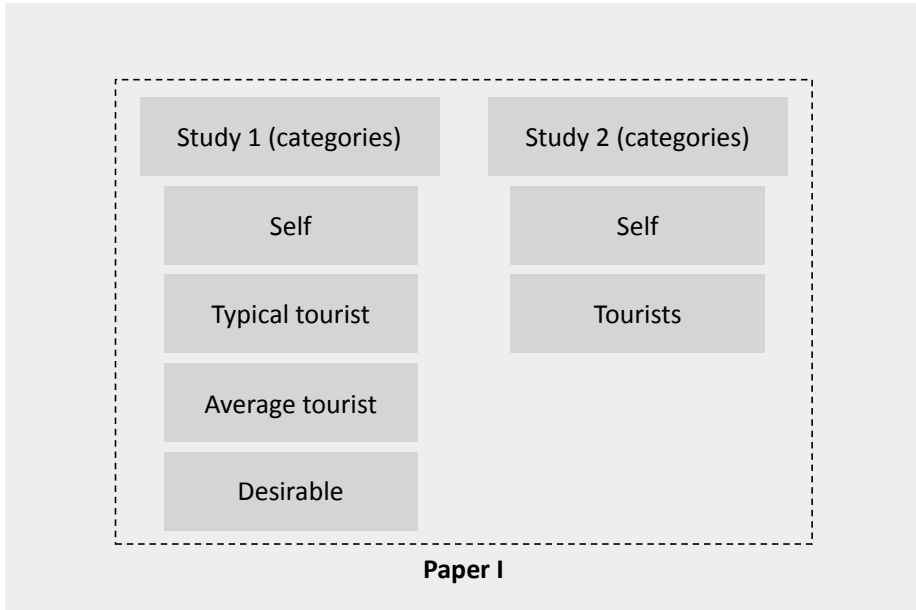 Study 1 (categories)
Self
Typical tourist
Average tourist
Desirable
Study 2 (categories)
Self
Tourists
Paper I